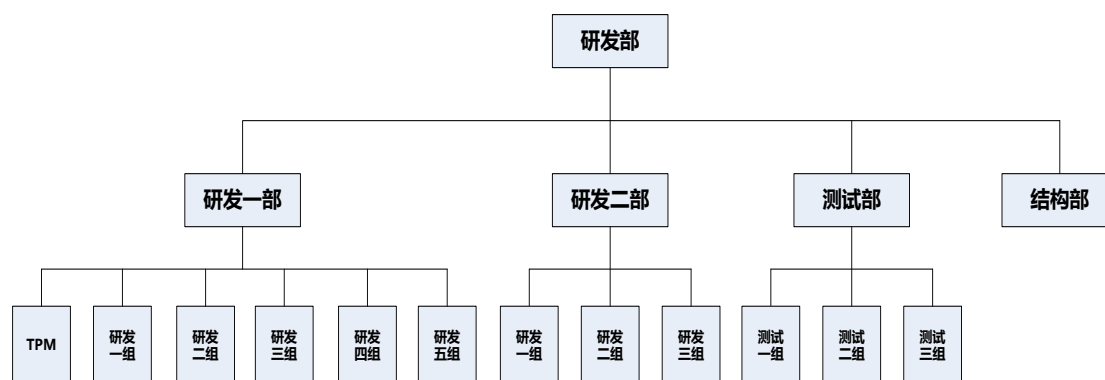 研发部
研发一部
研发二部
测试部
结构部
TPM
研发
一组
研发
二组
研发
三组
研发
四组
研发
五组
研发
一组
研发
二组
研发
三组
测试
一组
测试
二组
测试
三组